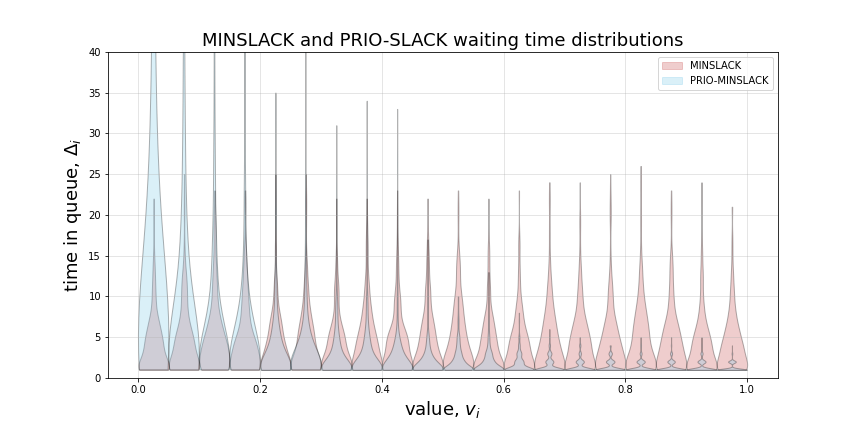 MINSLACK and PRIO-SLACK waiting time distributions
MINSLACK
PRIO-MINSLACK
time in queue, Δᵢ
40
35
30
25
20
15
10
5
0
0.0 0.2 0.4 0.6 0.8 1.0
value, vᵢ